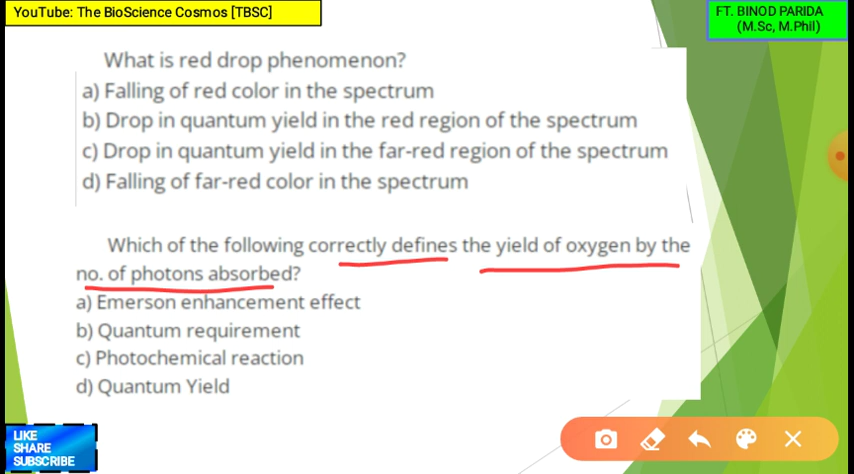 YouTube: The BioScience Cosmos [TBSC]
FT. BINOD PARIDA
(M.Sc, M.Phil)
What is red drop phenomenon?
a) Falling of red color in the spectrum
b) Drop in quantum yield in the red region of the spectrum
c) Drop in quantum yield in the far-red region of the spectrum
d) Falling of far-red color in the spectrum
Which of the following correctly defines the yield of oxygen by the
no. of photons absorbed?
a) Emerson enhancement effect
b) Quantum requirement
c) Photochemical reaction
d) Quantum Yield
LIKE
SHARE
SUBSCRIBE